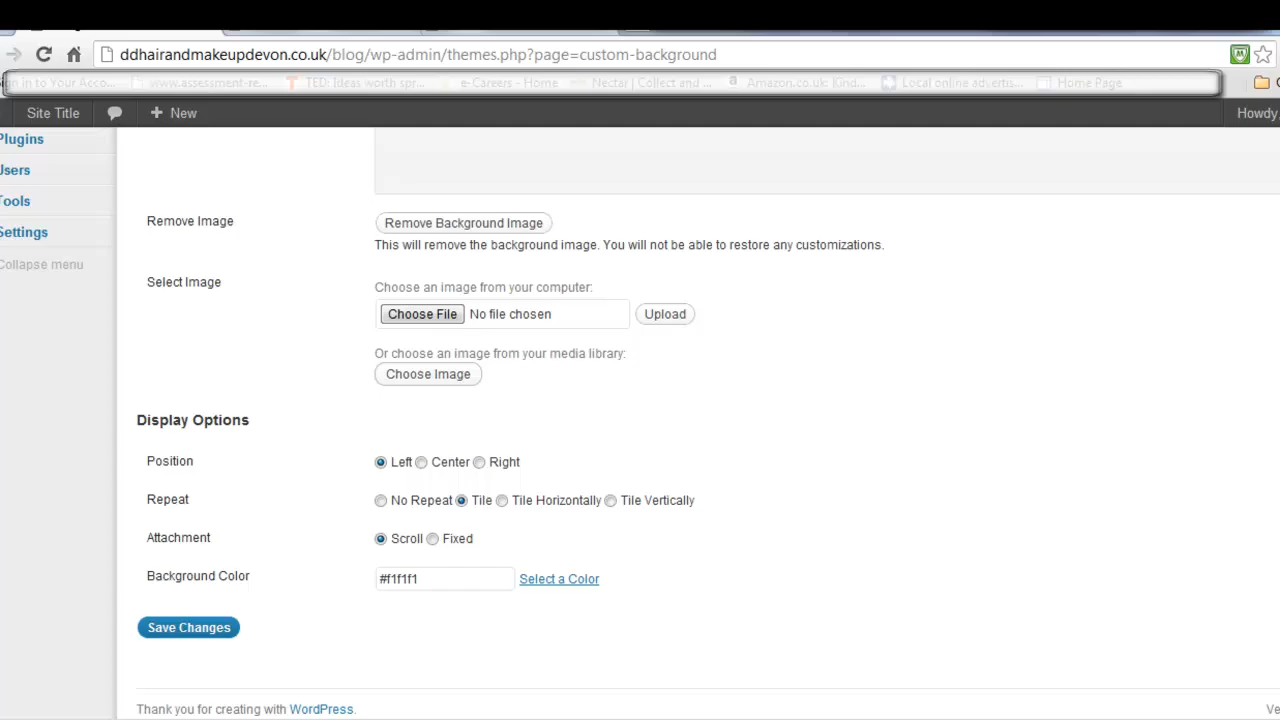 ddhairandmakeupdevon.co.uk/blog/wp-admin/themes.php?page=custom-background
Sign in to Your Acco... www.assessment-re... TED: Ideas worth spr... e-Careers - Home Nectar | Collect and ... Amazon.co.uk: Kind... Local online advertis... Home Page
Site Title New Howdy,
Plugins
Users
Tools
Settings
Collapse menu
Remove Image Remove Background Image
This will remove the background image. You will not be able to restore any customizations.
Select Image Choose an image from your computer:
Choose File No file chosen Upload
Or choose an image from your media library:
Choose Image
Display Options
Position Left Center Right
Repeat No Repeat Tile Tile Horizontally Tile Vertically
Attachment Scroll Fixed
Background Color #f1f1f1 Select a Color
Save Changes
Thank you for creating with WordPress. Ve